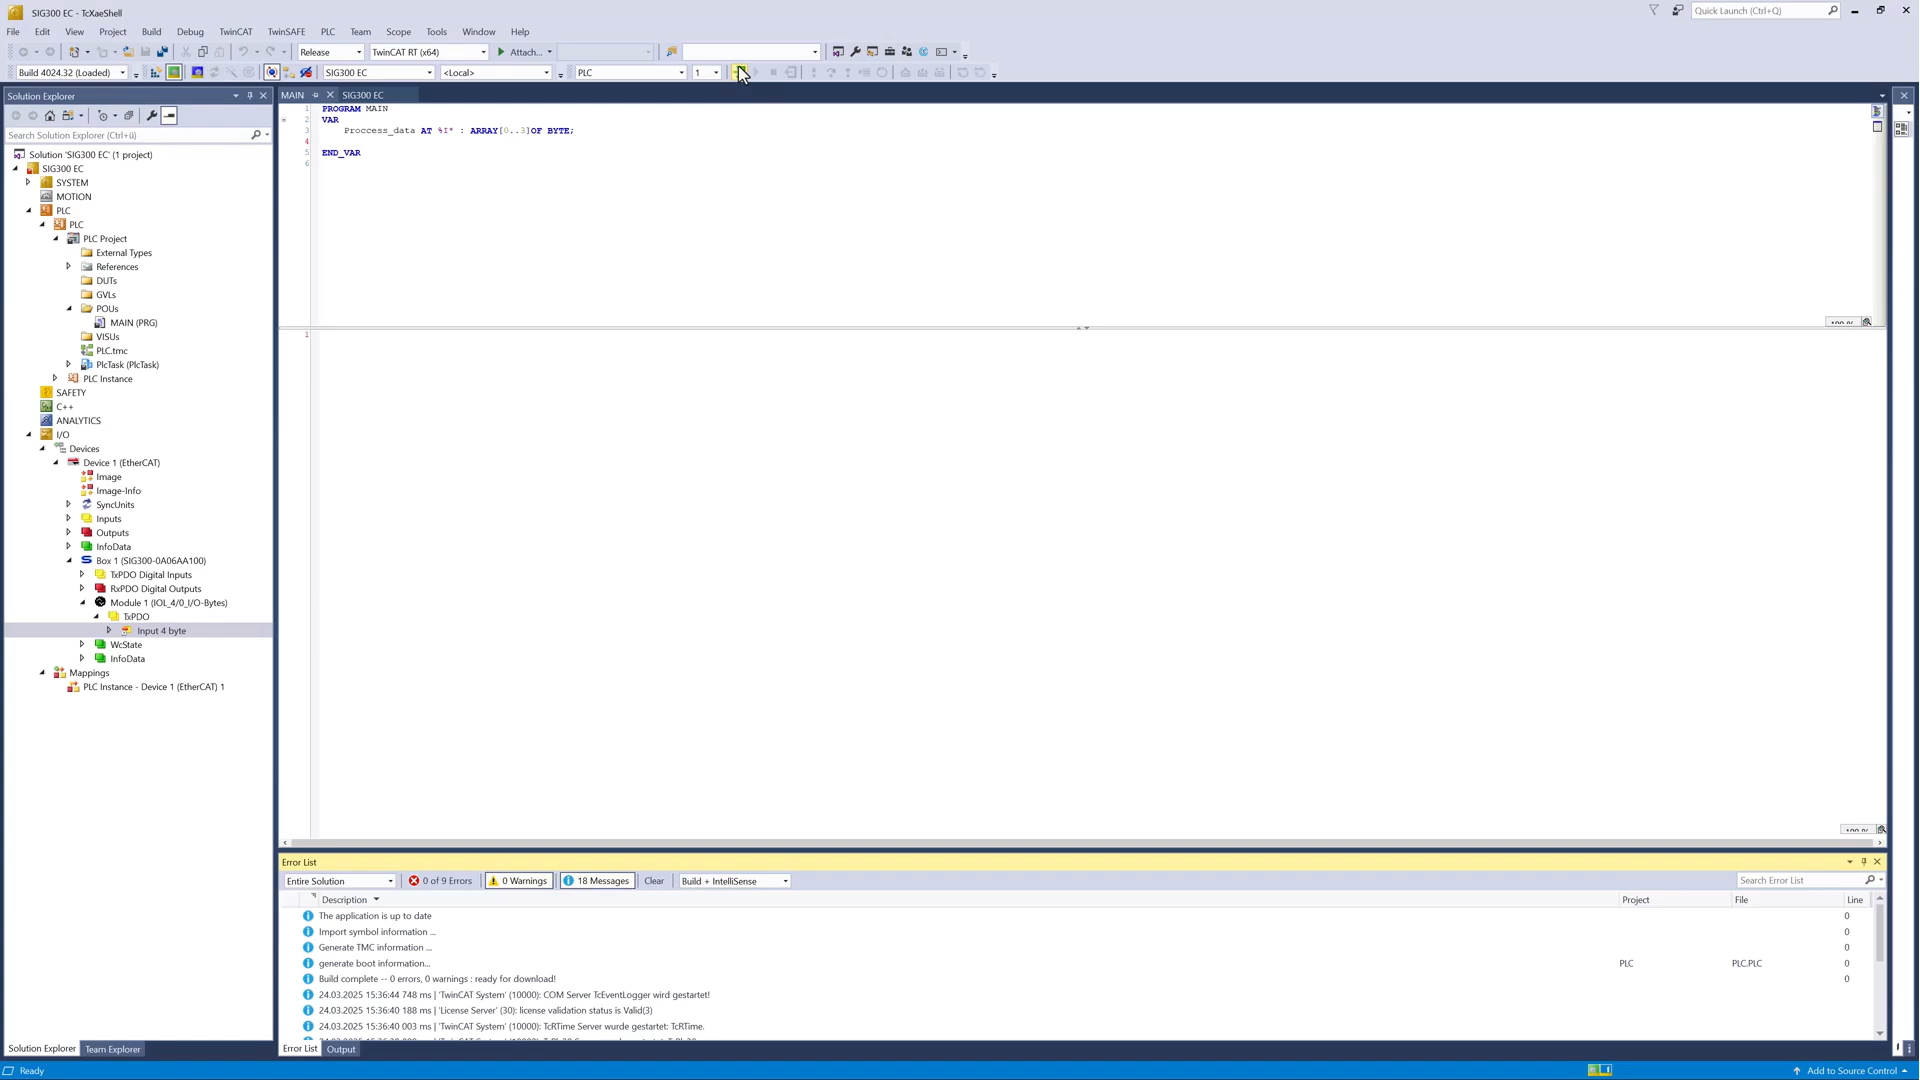 SIG300 EC - TcXaeShell
Quick Launch (Ctrl+Q)
File Edit View Project Build Debug TwinCAT TwinSAFE PLC Team Scope Tools Window Help
Release TwinCAT RT (x64) Attach...
Build 4024.32 (Loaded) SIG300 EC <Local> PLC 1
Solution Explorer
Search Solution Explorer (Ctrl+ü)
Solution 'SIG300 EC' (1 project)
SIG300 EC
SYSTEM
MOTION
PLC
PLC
PLC Project
External Types
References
DUTs
GVLs
POUs
MAIN (PRG)
VISUs
PLC.tmc
PlcTask (PlcTask)
PLC Instance
SAFETY
C++
ANALYTICS
I/O
Devices
Device 1 (EtherCAT)
Image
Image-Info
SyncUnits
Inputs
Outputs
InfoData
Box 1 (SIG300-0A06AA100)
TxPDO Digital Inputs
RxPDO Digital Outputs
Module 1 (IOL_4/0_I/O-Bytes)
TxPDO
Input 4 byte
WcState
InfoData
Mappings
PLC Instance - Device 1 (EtherCAT) 1
Solution Explorer Team Explorer
MAIN SIG300 EC
1 PROGRAM MAIN
2 VAR
3 Proccess_data AT %I* : ARRAY[0..3]OF BYTE;
4
5 END_VAR
6
1
Error List
Entire Solution 0 of 9 Errors 0 Warnings 18 Messages Clear Build + IntelliSense Search Error List
Description Project File Line
The application is up to date 0
Import symbol information ... 0
Generate TMC information ... 0
generate boot information... PLC PLC.PLC 0
Build complete -- 0 errors, 0 warnings : ready for download! 0
24.03.2025 15:36:44 748 ms | 'TwinCAT System' (10000): COM Server TcEventLogger wird gestartet!
24.03.2025 15:36:40 188 ms | 'License Server' (30): license validation status is Valid(3)
24.03.2025 15:36:40 003 ms | 'TwinCAT System' (10000): TcRTime Server wurde gestartet: TcRTime.
Error List Output
Ready Add to Source Control